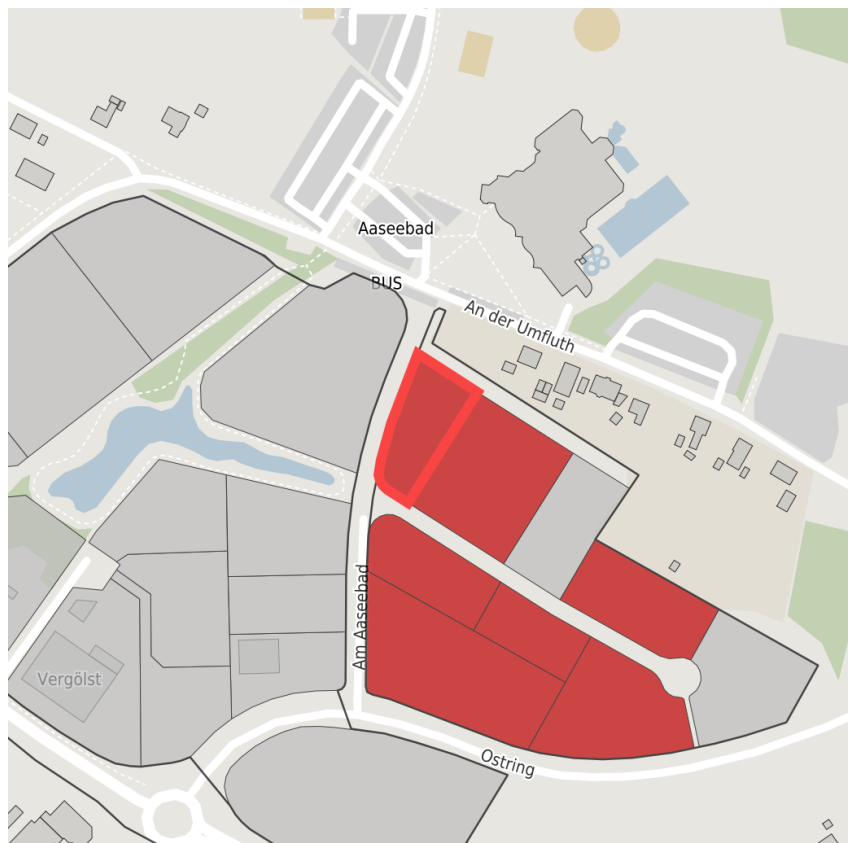 Aaseebad
BUS
An der Umfluth
Am Aaseebad
Vergölst
Ostring